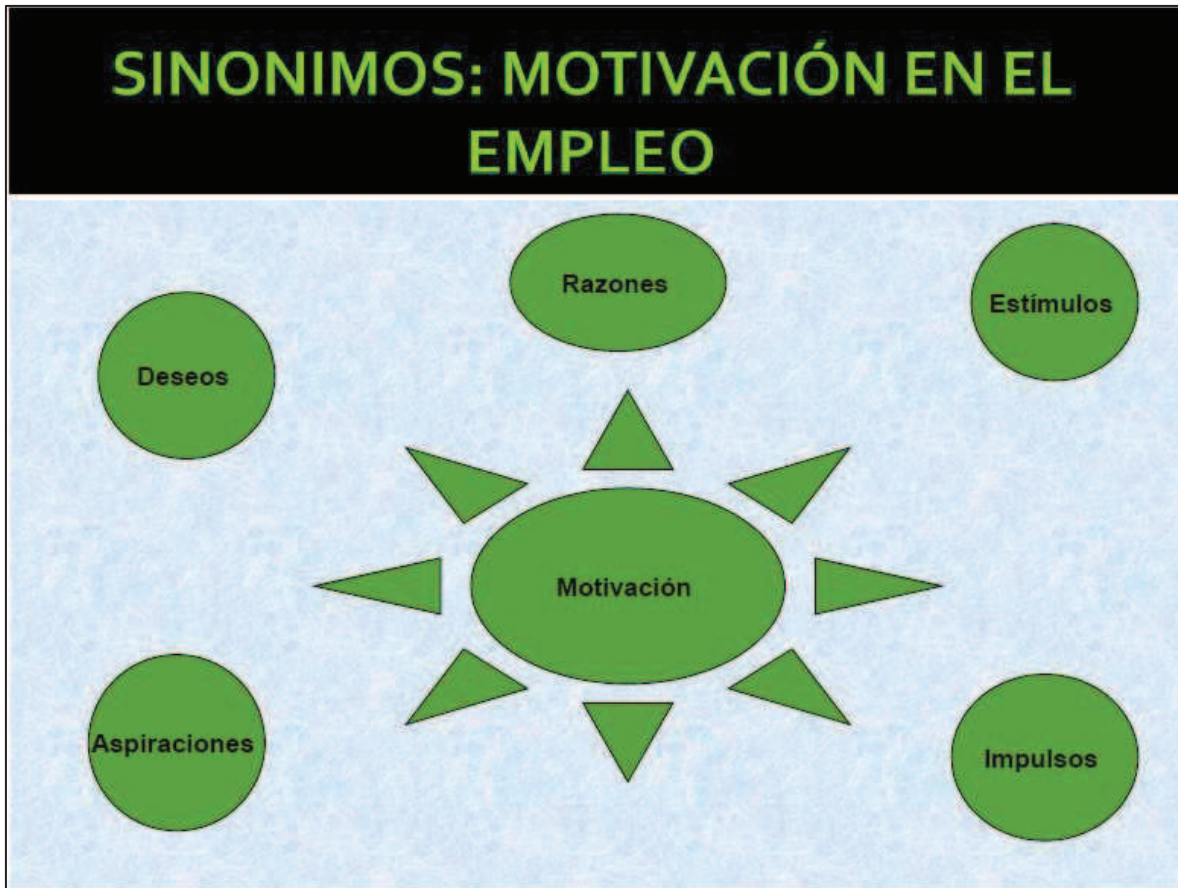 SINONIMOS: MOTIVACIÓN EN EL
EMPLEO
Razones
Estímulos
Deseos
Motivación
Aspiraciones
Impulsos